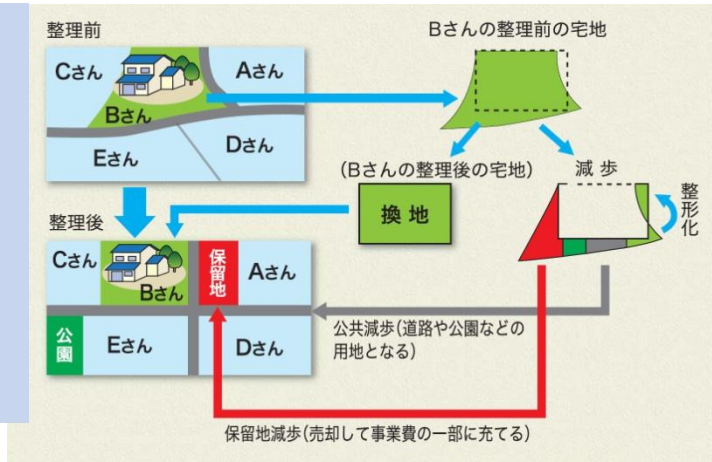 整理前
Bさんの整理前の宅地
Cさん
Aさん
Bさん
Eさん
Dさん
(Bさんの整理後の宅地)
減歩
換地
整形化
整理後
Cさん
Bさん
保留地
Aさん
公園
Eさん
Dさん
公共減歩(道路や公園などの
用地となる)
保留地減歩(売却して事業費の一部に充てる)